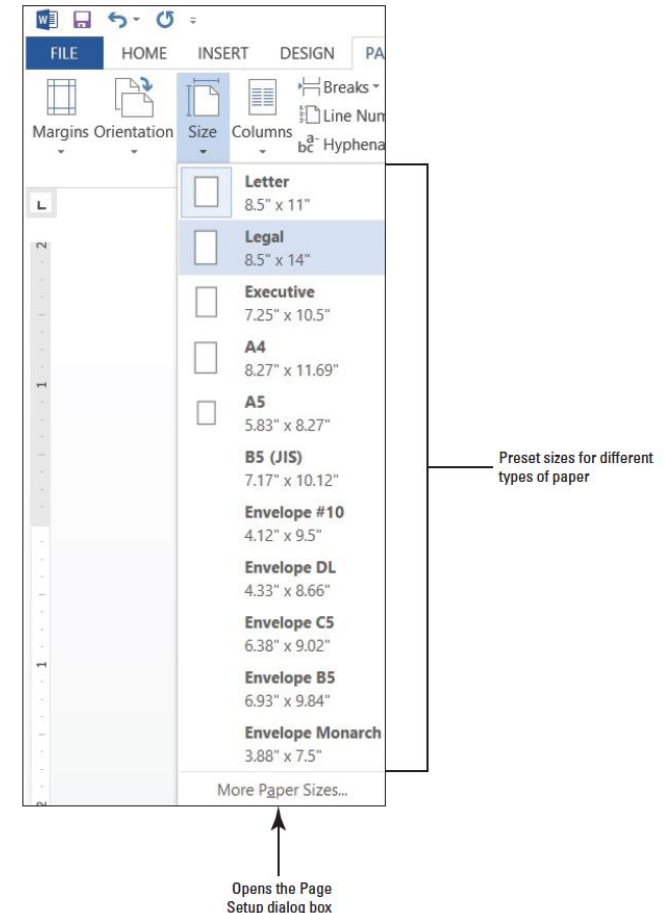 FILE HOME INSERT DESIGN PA
Breaks
Line Num
Margins Orientation Size Columns
Hyphena
Letter
8.5" x 11"
Legal
8.5" x 14"
Executive
7.25" x 10.5"
A4
8.27" x 11.69"
A5
5.83" x 8.27"
B5 (JIS)
7.17" x 10.12"
Envelope #10
4.12" x 9.5"
Envelope DL
4.33" x 8.66"
Envelope C5
6.38" x 9.02"
Envelope B5
6.93" x 9.84"
Envelope Monarch
3.88" x 7.5"
More Paper Sizes...
Preset sizes for different
types of paper
Opens the Page
Setup dialog box